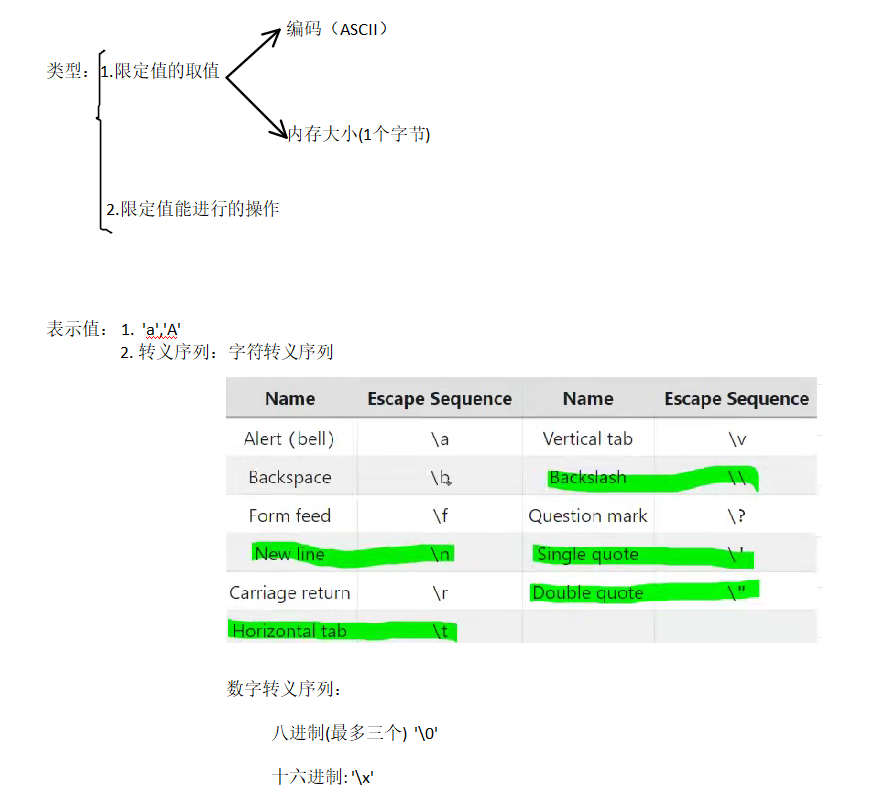 编码（ASCII）
类型：1.限定值的取值
内存大小(1个字节)
2.限定值能进行的操作
表示值： 1. 'a','A'
2. 转义序列：字符转义序列
Name Escape Sequence Name Escape Sequence
Alert (bell) \a Vertical tab \v
Backspace \b Backslash \\
Form feed \f Question mark \?
New line \n Single quote \'
Carriage return \r Double quote \"
Horizontal tab \t
数字转义序列：
八进制(最多三个) '\0'
十六进制: '\x'